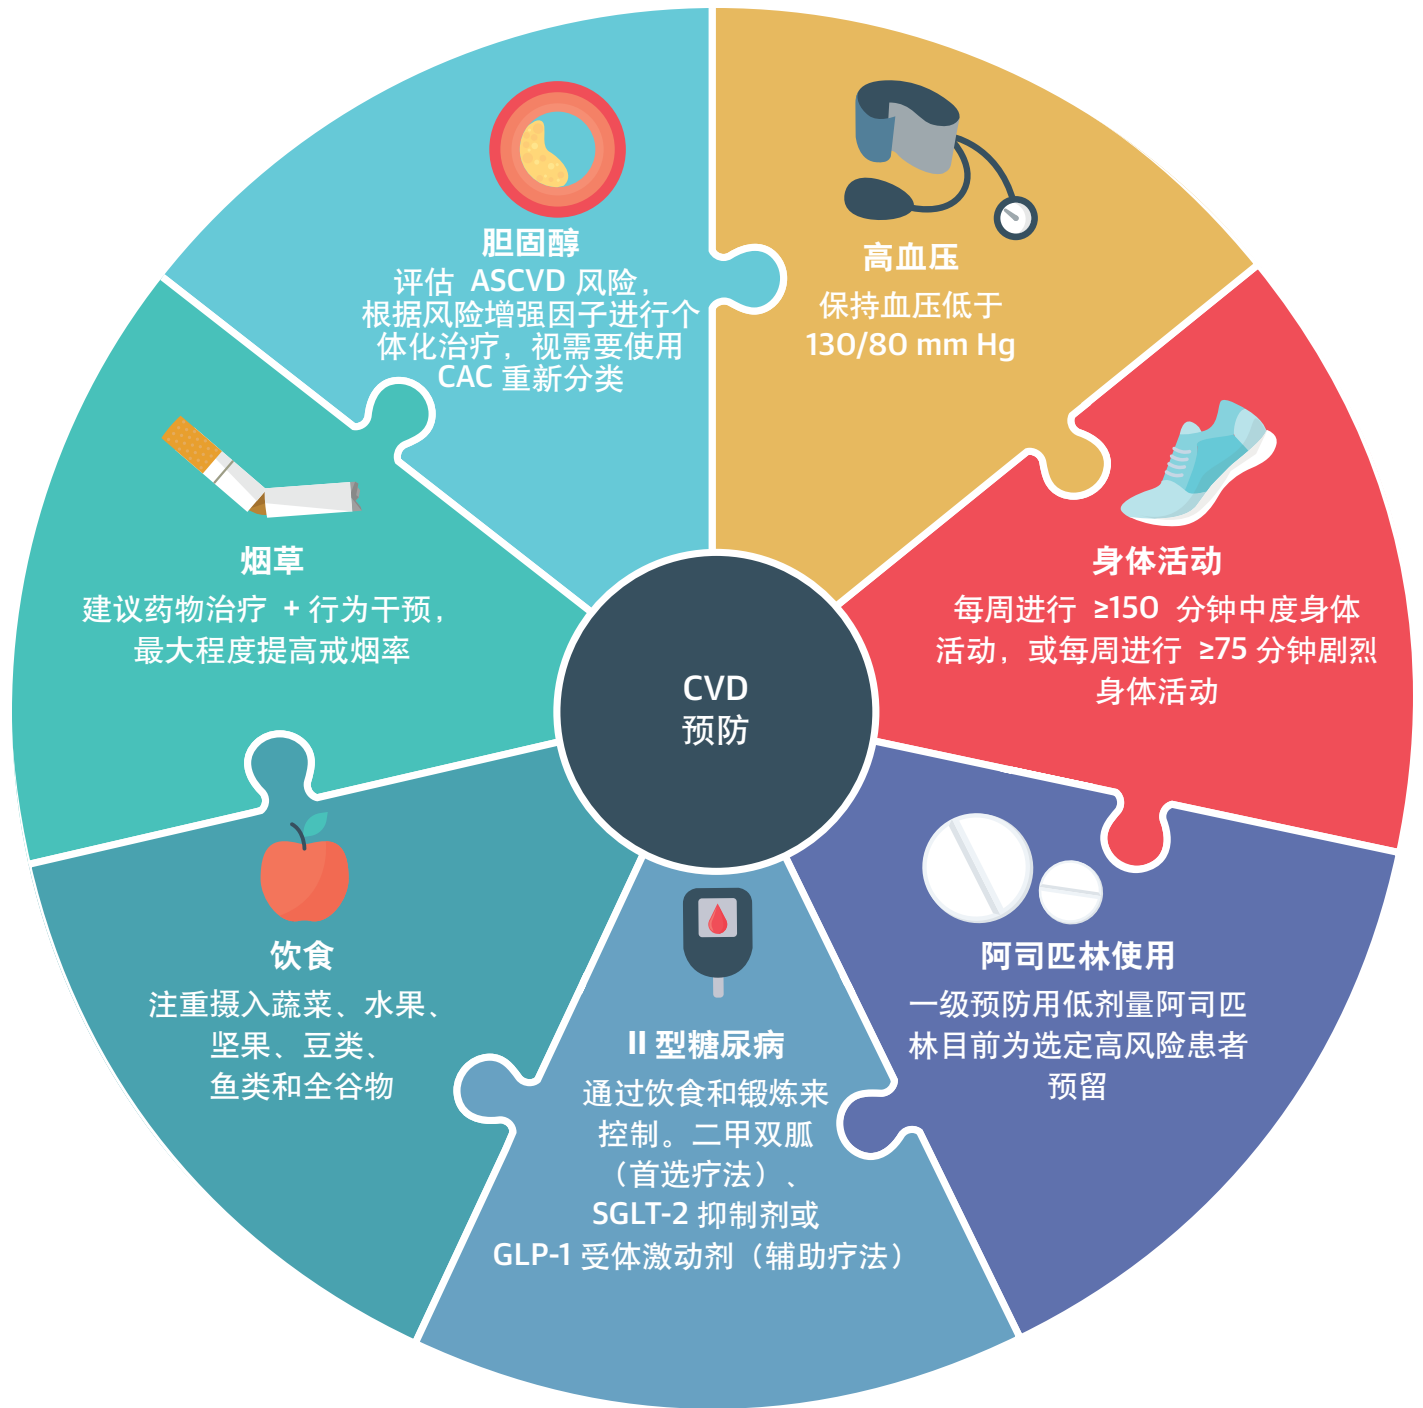 胆固醇
评估 ASCVD 风险，
根据风险增强因子进行个
体化治疗，视需要使用
CAC 重新分类
高血压
保持血压低于
130/80 mm Hg
身体活动
每周进行 ≥150 分钟中度身体
活动，或每周进行 ≥75 分钟剧烈
身体活动
阿司匹林使用
一级预防用低剂量阿司匹
林目前为选定高风险患者
预留
II 型糖尿病
通过饮食和锻炼来
控制。二甲双胍
（首选疗法）、
SGLT-2 抑制剂或
GLP-1 受体激动剂（辅助疗法）
饮食
注重摄入蔬菜、水果、
坚果、豆类、
鱼类和全谷物
烟草
建议药物治疗 + 行为干预，
最大程度提高戒烟率
CVD
预防